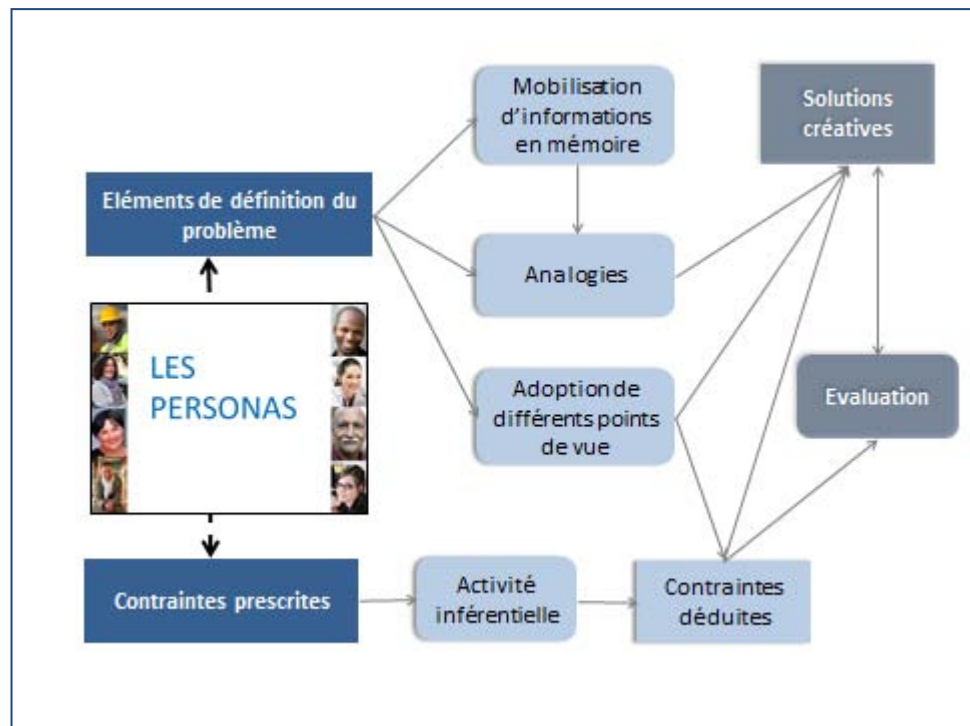 Mobilisation
d'informations
en mémoire
Solutions
créatives
Eléments de définition du
problème
Analogies
LES
PERSONAS
Adoption de
différents points
de vue
Evaluation
Contraintes prescrites
Activité
inférentielle
Contraintes
déduites